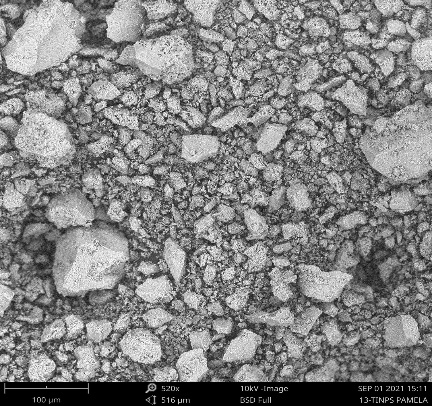 100 µm
520x
516 µm
10kV -Image
BSD Full
SEP 01 2021 15:11
13-TINPS PAMELA